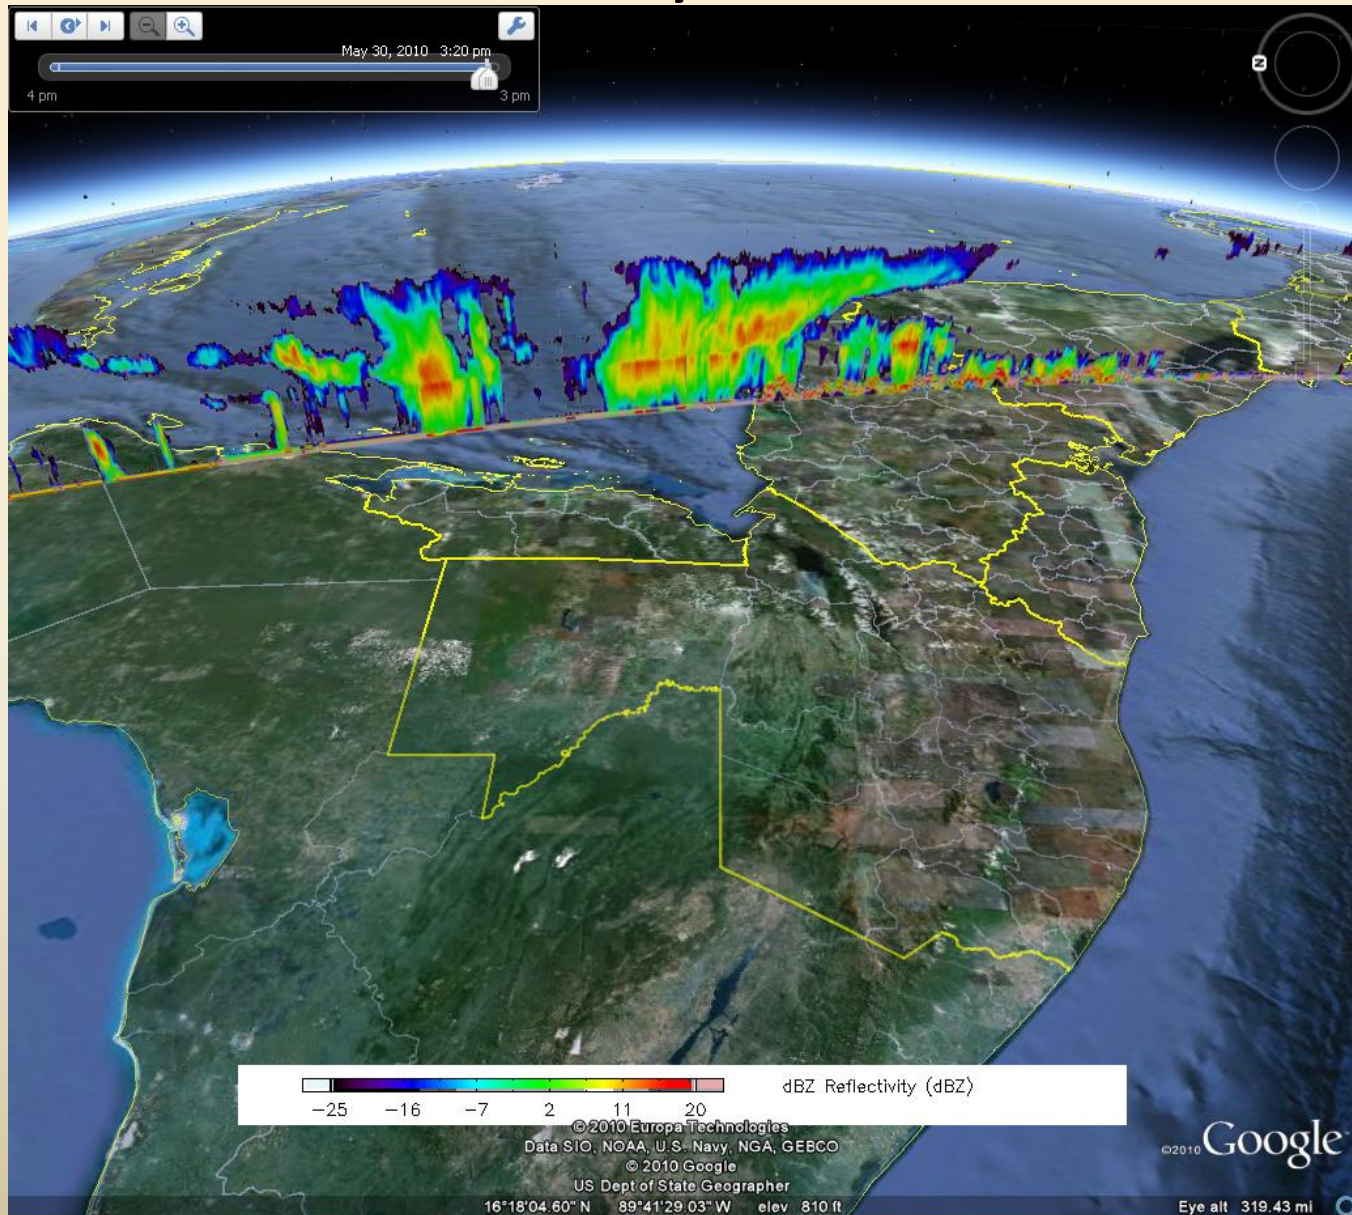 May 30, 2010   3:20 pm
4 pm
3 pm
N
dBZ Reflectivity (dBZ)
−25 −16 −7 2 11 20
© 2010 Europa Technologies
Data SIO, NOAA, U.S. Navy, NGA, GEBCO
© 2010 Google
US Dept of State Geographer
©2010 Google
16°18'04.60" N 89°41'29.03" W elev 810 ft
Eye alt 319.43 mi